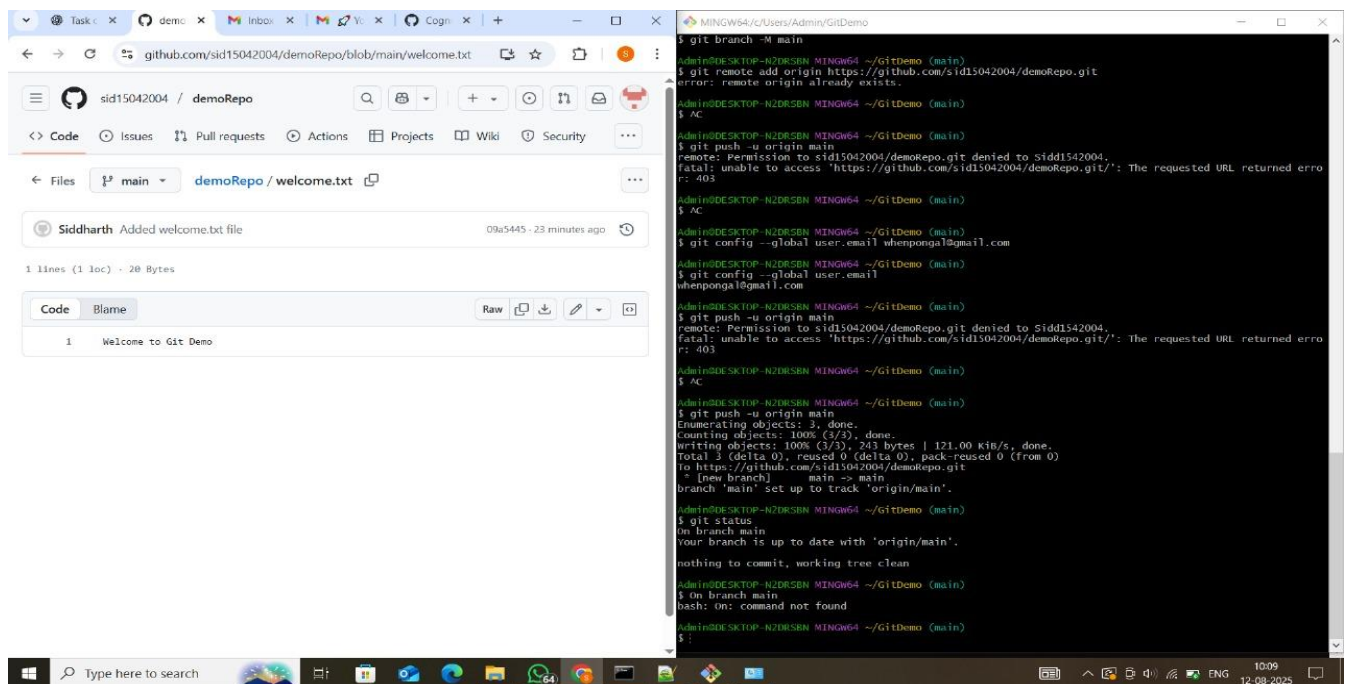 Task c
demo
Inbox
Yo
Cogn
github.com/sid15042004/demoRepo/blob/main/welcome.txt
S
sid15042004 / demoRepo
<> Code Issues Pull requests Actions Projects Wiki Security ...
← Files main demoRepo / welcome.txt ...
Siddharth Added welcome.txt file 09a5445 · 23 minutes ago
1 lines (1 loc) · 20 Bytes
Code Blame Raw
1 Welcome to Git Demo
MINGW64:/c/Users/Admin/GitDemo
$ git branch -M main
Admin@DESKTOP-N2DRSBN MINGW64 ~/GitDemo (main)
$ git remote add origin https://github.com/sid15042004/demoRepo.git
error: remote origin already exists.
Admin@DESKTOP-N2DRSBN MINGW64 ~/GitDemo (main)
$ ^C
Admin@DESKTOP-N2DRSBN MINGW64 ~/GitDemo (main)
$ git push -u origin main
remote: Permission to sid15042004/demoRepo.git denied to Sidd1542004.
fatal: unable to access 'https://github.com/sid15042004/demoRepo.git/': The requested URL returned erro
r: 403
Admin@DESKTOP-N2DRSBN MINGW64 ~/GitDemo (main)
$ ^C
Admin@DESKTOP-N2DRSBN MINGW64 ~/GitDemo (main)
$ git config --global user.email whenpongal@gmail.com
Admin@DESKTOP-N2DRSBN MINGW64 ~/GitDemo (main)
$ git config --global user.email
whenpongal@gmail.com
Admin@DESKTOP-N2DRSBN MINGW64 ~/GitDemo (main)
$ git push -u origin main
remote: Permission to sid15042004/demoRepo.git denied to Sidd1542004.
fatal: unable to access 'https://github.com/sid15042004/demoRepo.git/': The requested URL returned erro
r: 403
Admin@DESKTOP-N2DRSBN MINGW64 ~/GitDemo (main)
$ ^C
Admin@DESKTOP-N2DRSBN MINGW64 ~/GitDemo (main)
$ git push -u origin main
Enumerating objects: 3, done.
Counting objects: 100% (3/3), done.
Writing objects: 100% (3/3), 243 bytes | 121.00 KiB/s, done.
Total 3 (delta 0), reused 0 (delta 0), pack-reused 0 (from 0)
To https://github.com/sid15042004/demoRepo.git
* [new branch] main -> main
branch 'main' set up to track 'origin/main'.
Admin@DESKTOP-N2DRSBN MINGW64 ~/GitDemo (main)
$ git status
On branch main
Your branch is up to date with 'origin/main'.
nothing to commit, working tree clean
Admin@DESKTOP-N2DRSBN MINGW64 ~/GitDemo (main)
$ On branch main
bash: On: command not found
Admin@DESKTOP-N2DRSBN MINGW64 ~/GitDemo (main)
$
Type here to search
64
ENG
10:09
12-08-2025